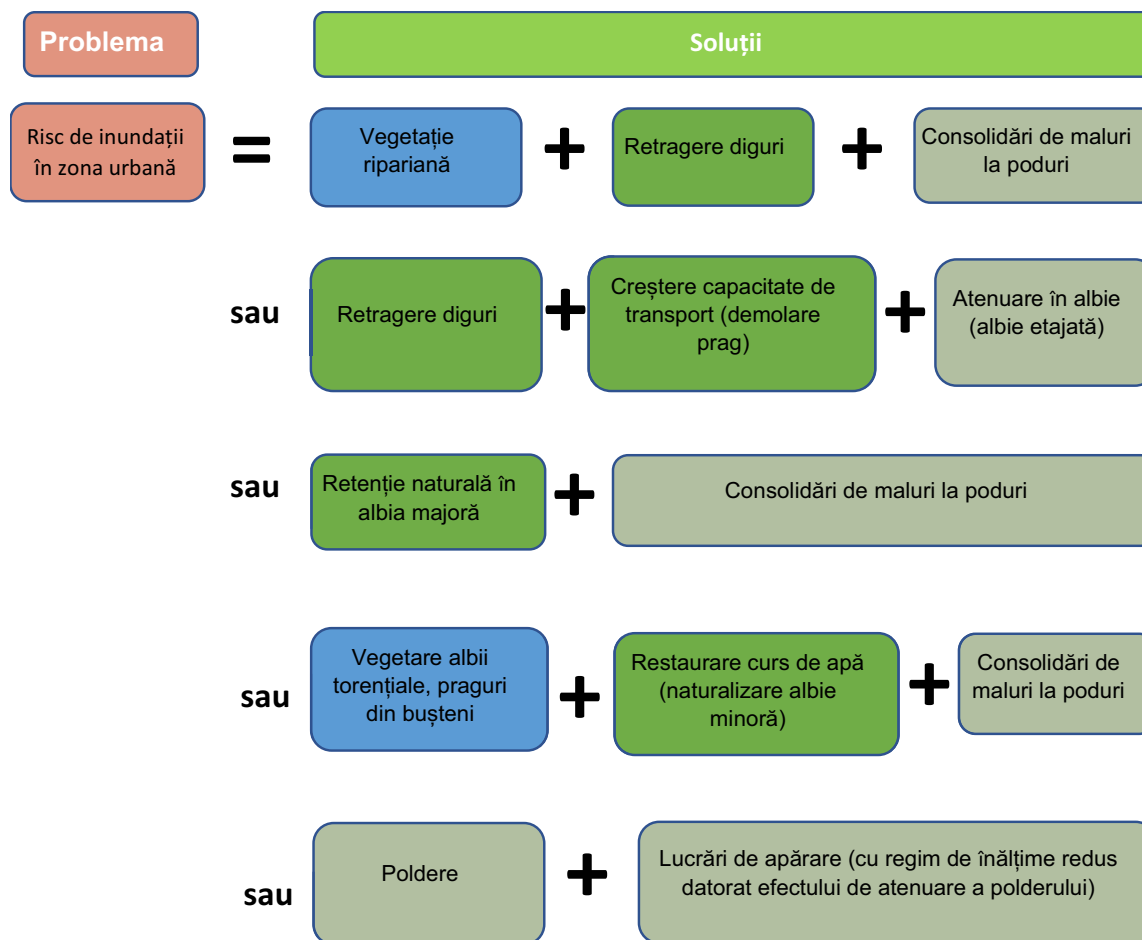 Problema
Soluții
Risc de inundații
în zona urbană
=
Vegetație
ripariană
+
Retragere diguri
+
Consolidări de maluri
la poduri
sau
Retragere diguri
+
Creștere capacitate de
transport (demolare
prag)
+
Atenuare în albie
(albie etajată)
sau
Retenție naturală în
albia majoră
+
Consolidări de maluri la poduri
sau
Vegetare albii
torențiale, praguri
din bușteni
+
Restaurare curs de apă
(naturalizare albie
minoră)
+
Consolidări de
maluri la poduri
sau
Poldere
+
Lucrări de apărare (cu regim de înălțime redus
datorat efectului de atenuare a polderului)